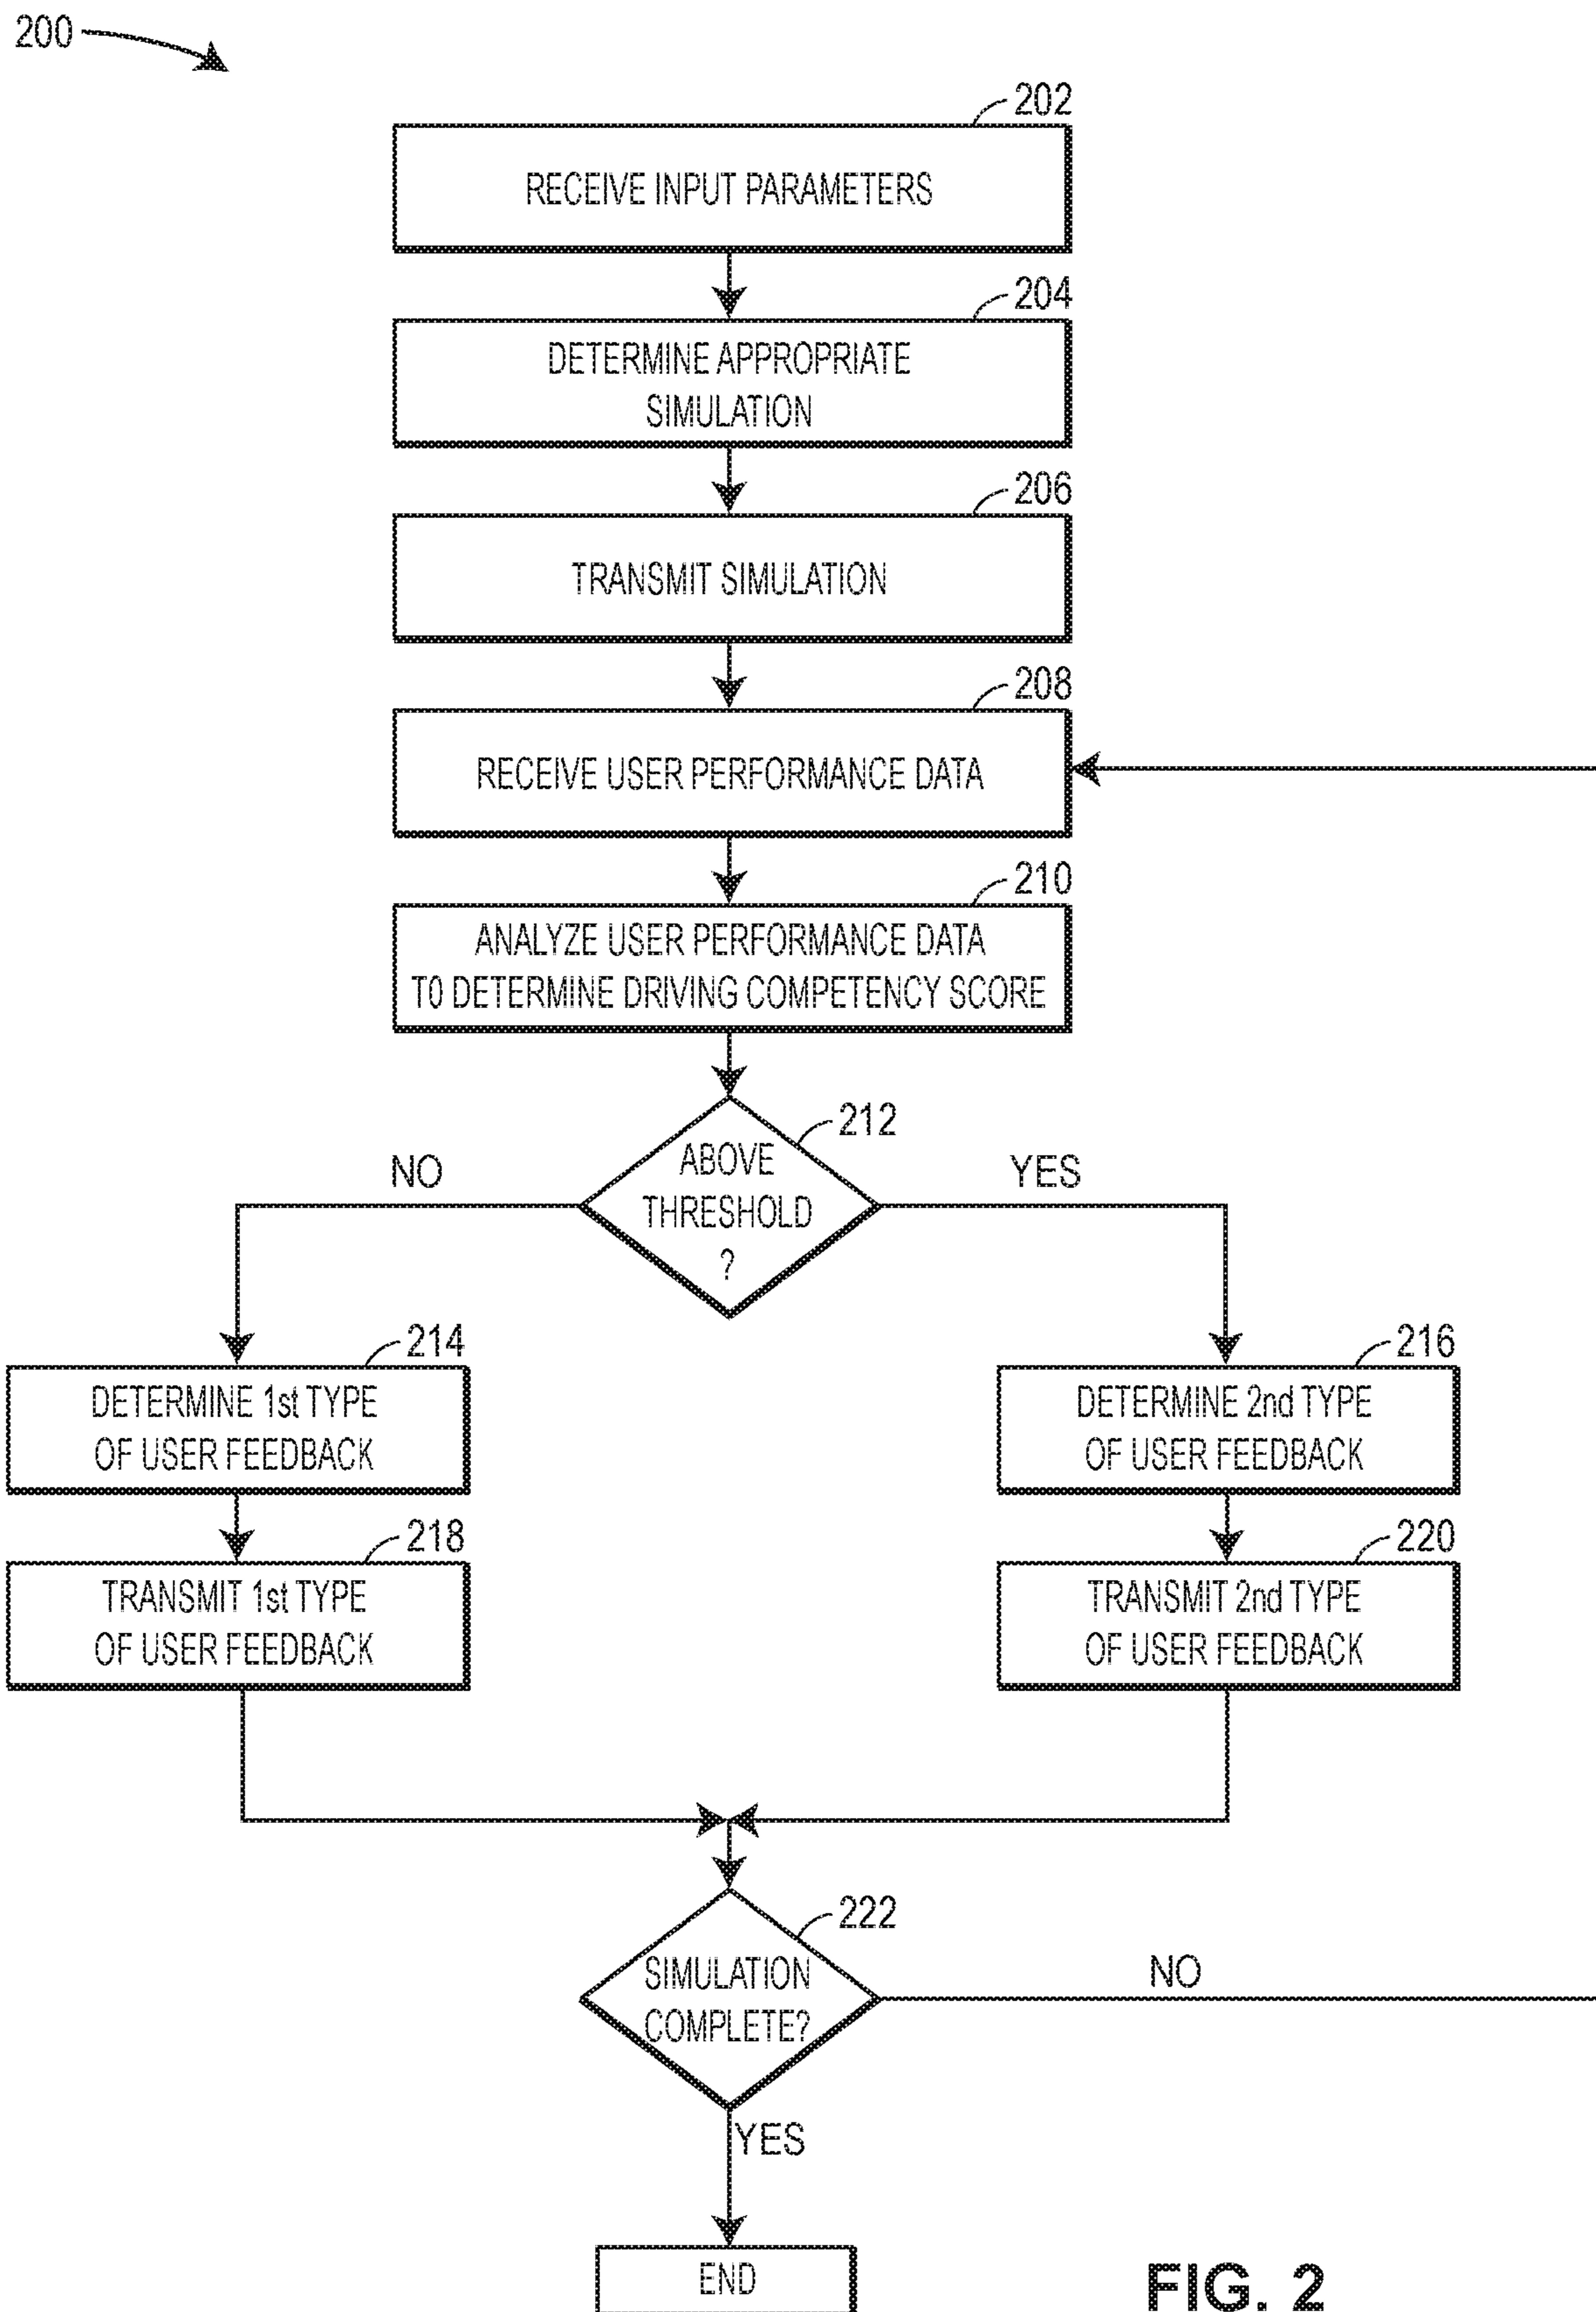 200
202
RECEIVE INPUT PARAMETERS
204
DETERMINE APPROPRIATE
SIMULATION
206
TRANSMIT SIMULATION
208
RECEIVE USER PERFORMANCE DATA
210
ANALYZE USER PERFORMANCE DATA
T0 DETERMINE DRIVING COMPETENCY SCORE
212
ABOVE
THRESHOLD
?
NO
YES
214
DETERMINE 1st TYPE
OF USER FEEDBACK
216
DETERMINE 2nd TYPE
OF USER FEEDBACK
218
TRANSMIT 1st TYPE
OF USER FEEDBACK
220
TRANSMIT 2nd TYPE
OF USER FEEDBACK
222
SIMULATION
COMPLETE?
NO
YES
END
FIG. 2